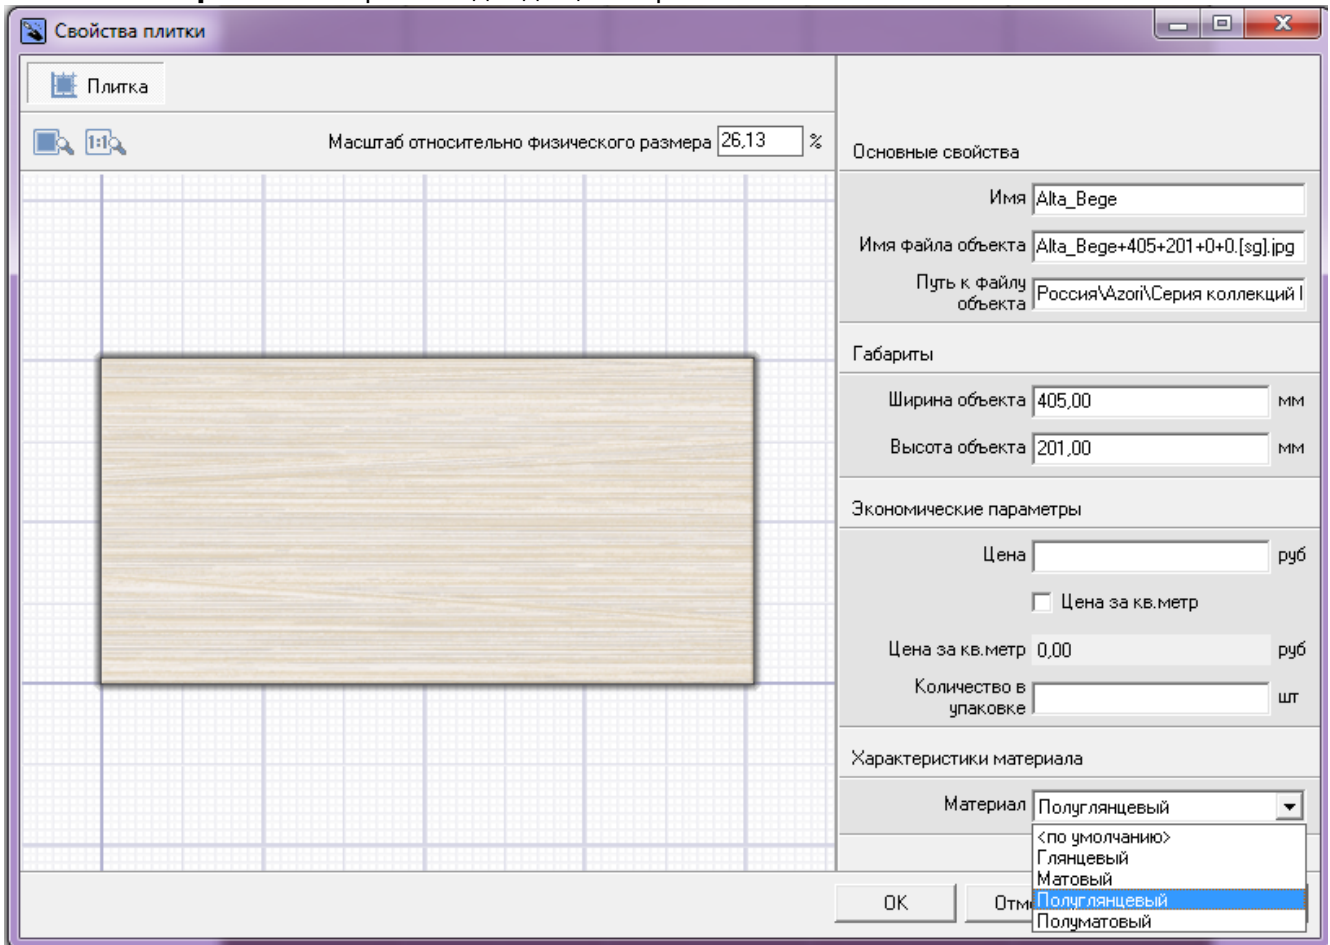 Свойства плитки
Плитка
1:1
Масштаб относительно физического размера 26,13 %
Основные свойства
Имя Alta_Bege
Имя файла объекта Alta_Bege+405+201+0+0.[sg].jpg
Путь к файлу
объекта Россия\Azori\Серия коллекций I
Габариты
Ширина объекта 405,00 мм
Высота объекта 201,00 мм
Экономические параметры
Цена руб
Цена за кв.метр
Цена за кв.метр 0,00 руб
Количество в
упаковке шт
Характеристики материала
Материал Полуглянцевый
<по умолчанию>
Глянцевый
Матовый
Полуглянцевый
Полуматовый
OK Отм